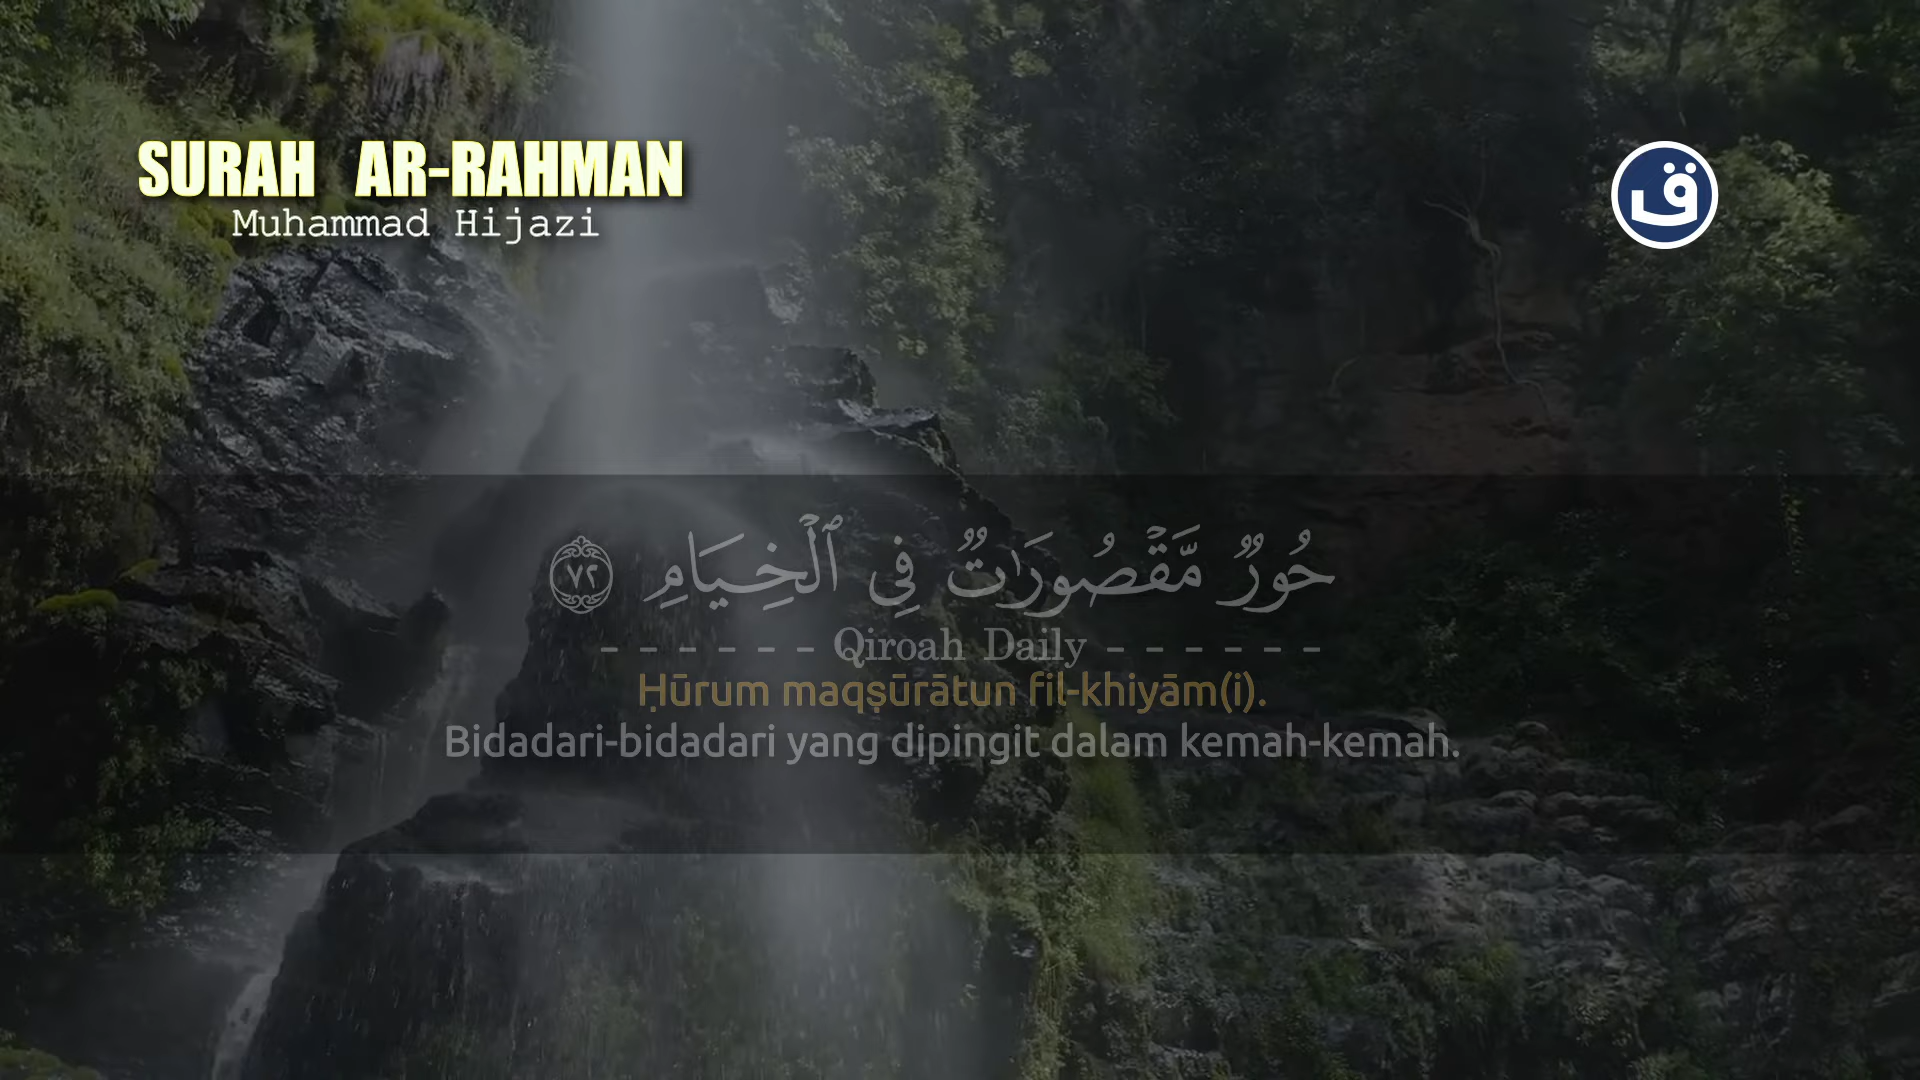 SURAH AR-RAHMAN
Muhammad Hijazi
ق
حُورٌ مَّقْصُورَٰتٌ فِى ٱلْخِيَامِ ٧٢
------ Qiroah Daily ------
Ḥūrum maqṣūrātun fil-khiyām(i).
Bidadari-bidadari yang dipingit dalam kemah-kemah.